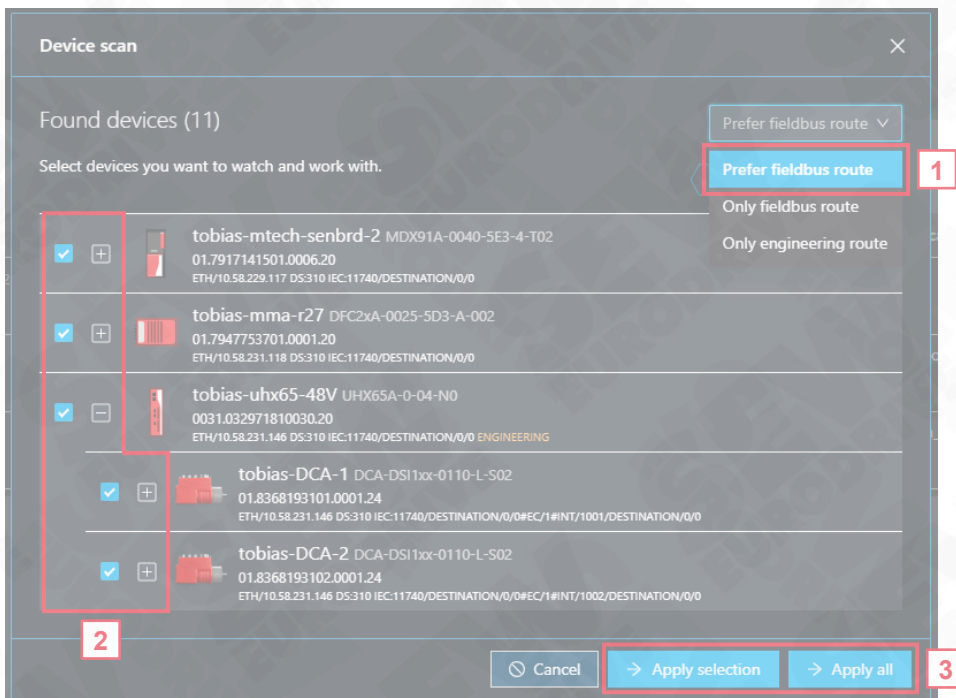 Device scan
Found devices (11)
Prefer fieldbus route
Select devices you want to watch and work with.
Prefer fieldbus route
1
Only fieldbus route
Only engineering route
tobias-mtech-senbrd-2 MDX91A-0040-5E3-4-T02
01.7917141501.0006.20
ETH/10.58.229.117 DS:310 IEC:11740/DESTINATION/0/0
tobias-mma-r27 DFC2xA-0025-5D3-A-002
01.7947753701.0001.20
ETH/10.58.231.118 DS:310 IEC:11740/DESTINATION/0/0
tobias-uhx65-48V UHX65A-0-04-N0
0031.032971810030.20
ETH/10.58.231.146 DS:310 IEC:11740/DESTINATION/0/0 ENGINEERING
tobias-DCA-1 DCA-DSI1xx-0110-L-S02
01.8368193101.0001.24
ETH/10.58.231.146 DS:310 IEC:11740/DESTINATION/0/0#EC/1#INT/1001/DESTINATION/0/0
tobias-DCA-2 DCA-DSI1xx-0110-L-S02
01.8368193102.0001.24
ETH/10.58.231.146 DS:310 IEC:11740/DESTINATION/0/0#EC/1#INT/1002/DESTINATION/0/0
2
Cancel
Apply selection
Apply all
3